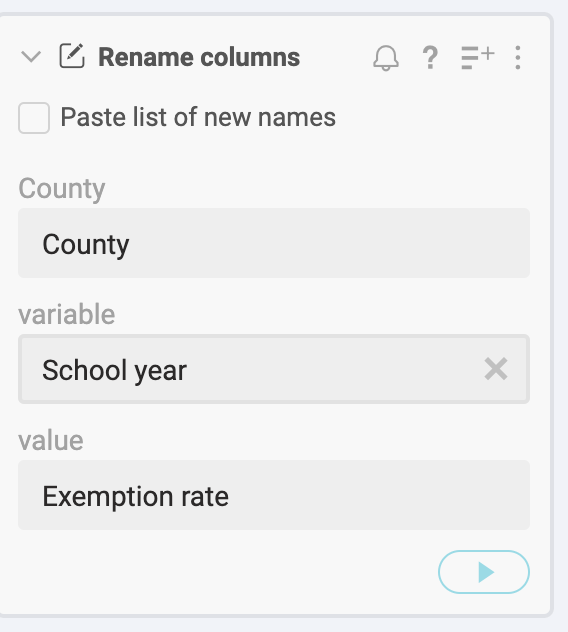 Rename columns ?
Paste list of new names
County
County
variable
School year
value
Exemption rate